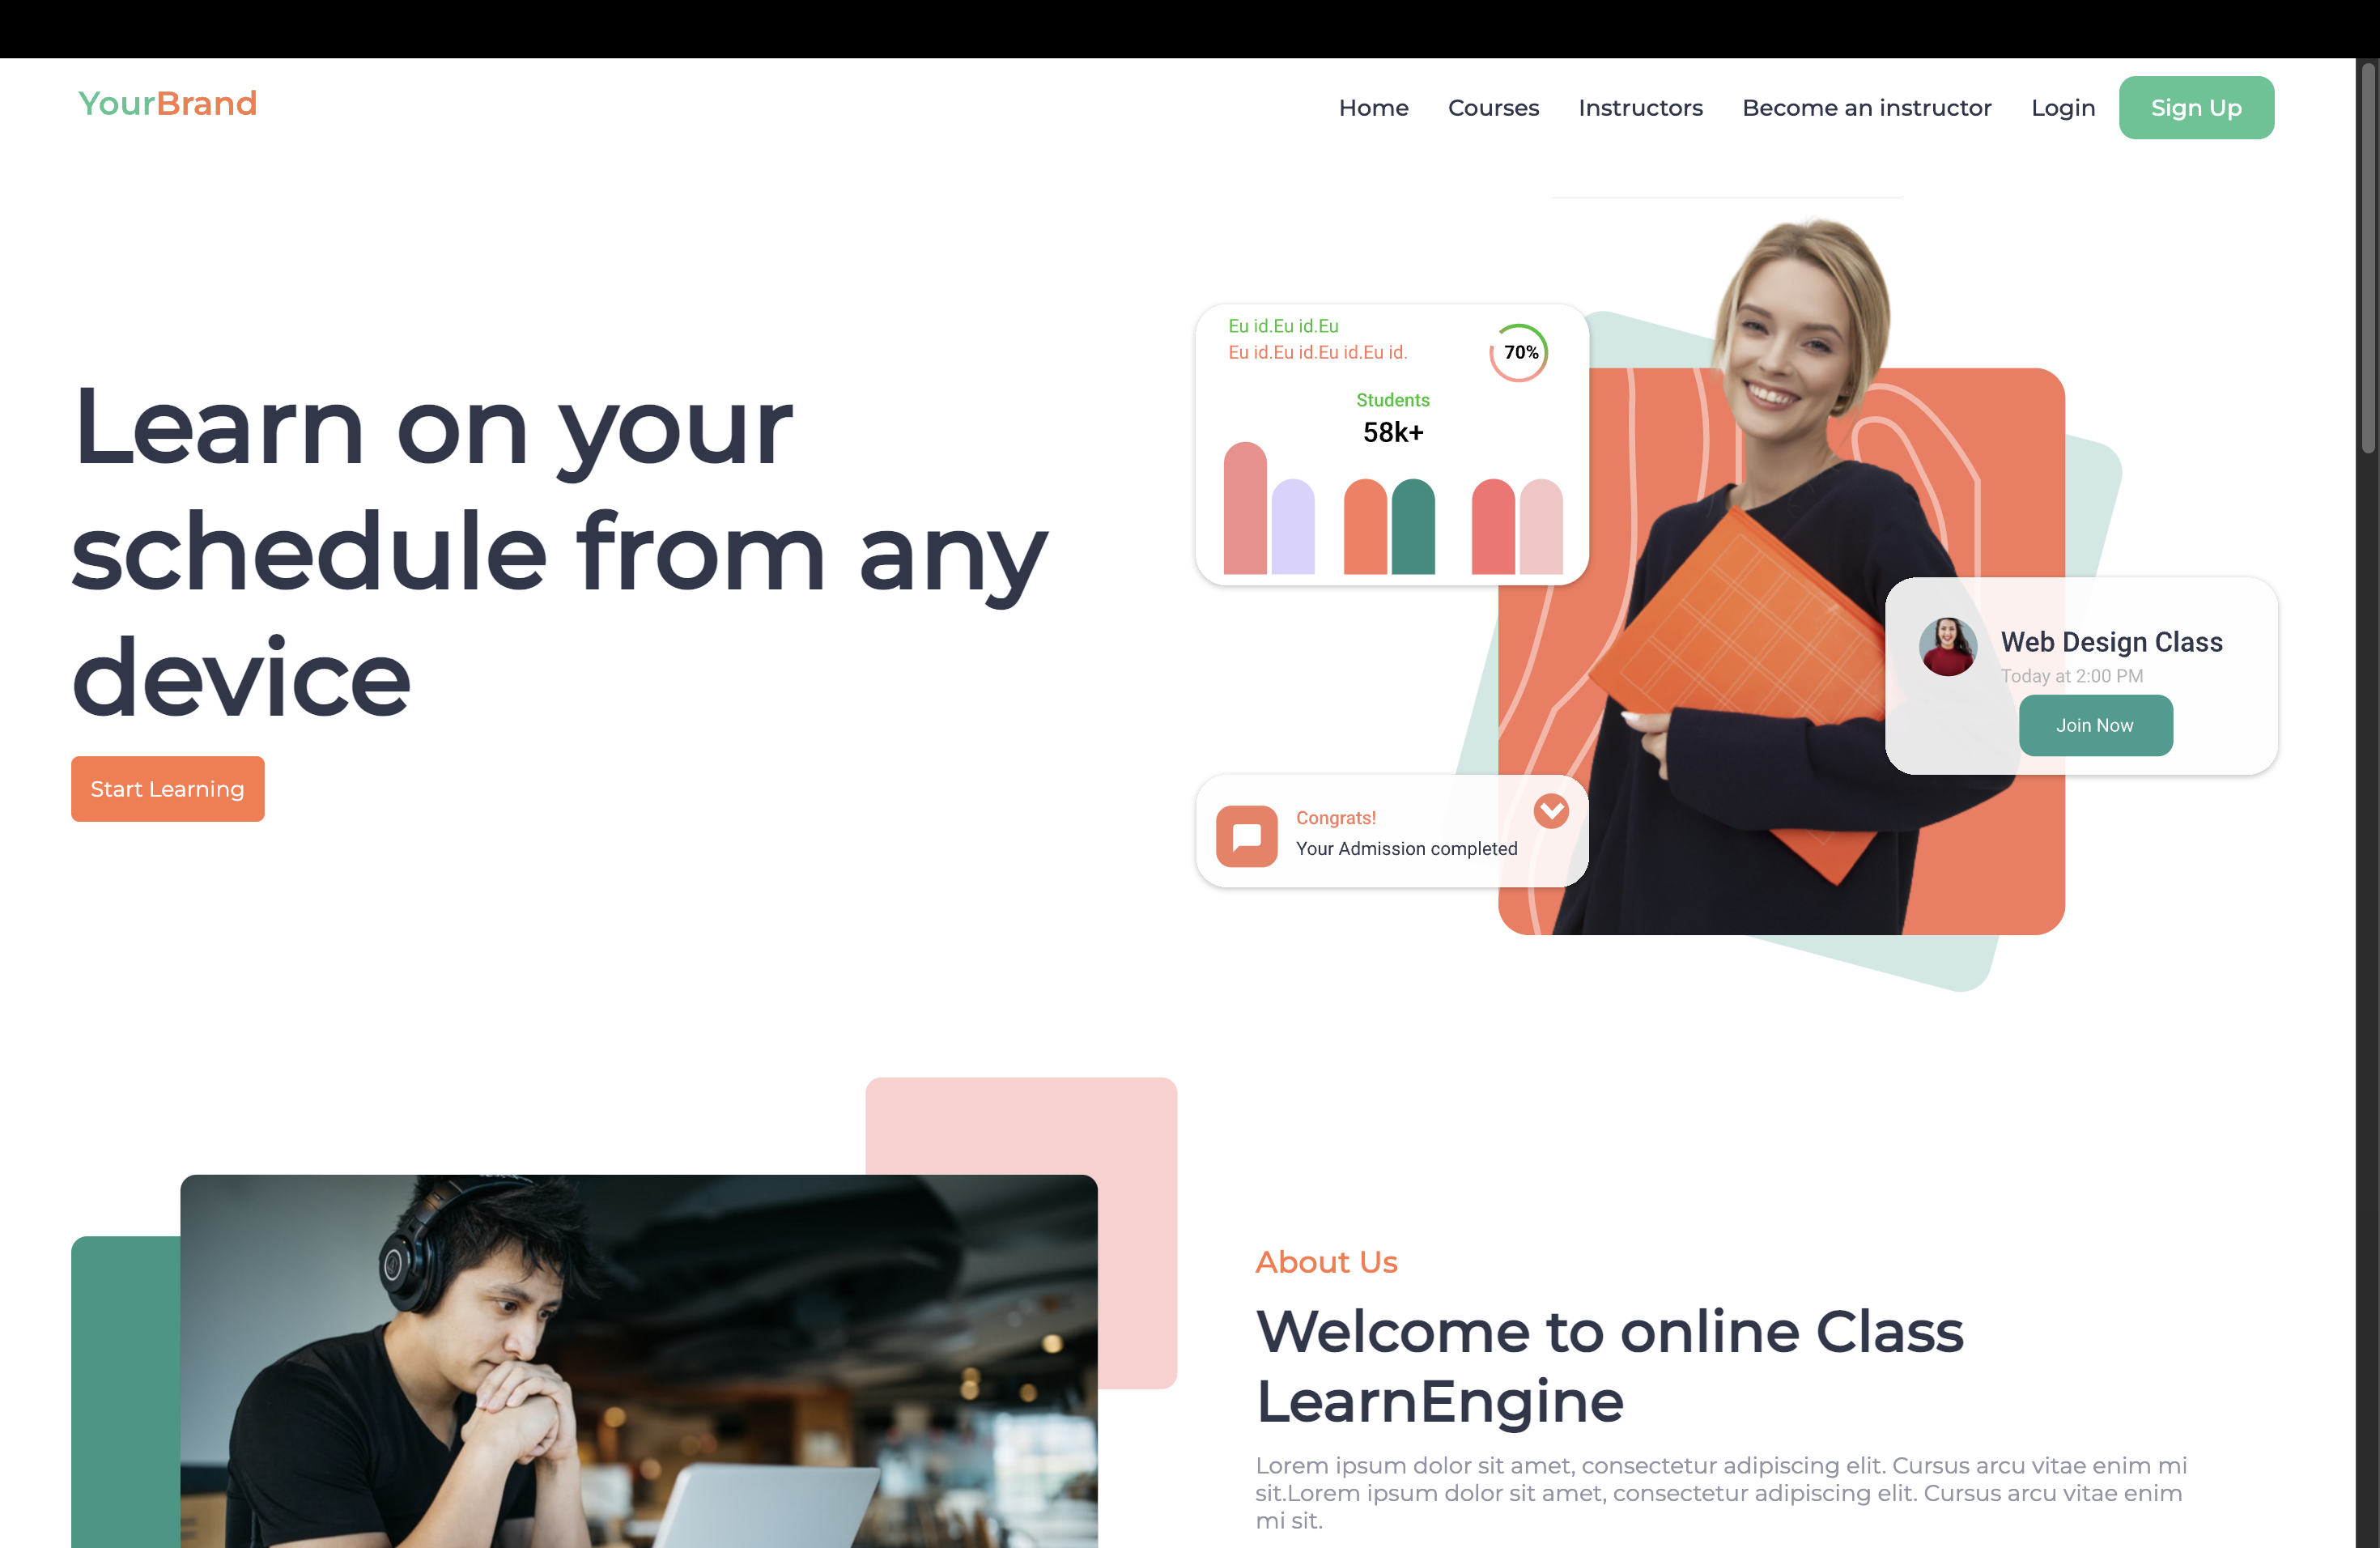 YourBrand
Home Courses Instructors Become an instructor Login Sign Up
Learn on your
schedule from any
device
Start Learning
Eu id.Eu id.Eu
Eu id.Eu id.Eu id.Eu id.
70%
Students
58k+
Web Design Class
Today at 2:00 PM
Join Now
Congrats!
Your Admission completed
About Us
Welcome to online Class
LearnEngine
Lorem ipsum dolor sit amet, consectetur adipiscing elit. Cursus arcu vitae enim mi
sit.Lorem ipsum dolor sit amet, consectetur adipiscing elit. Cursus arcu vitae enim
mi sit.